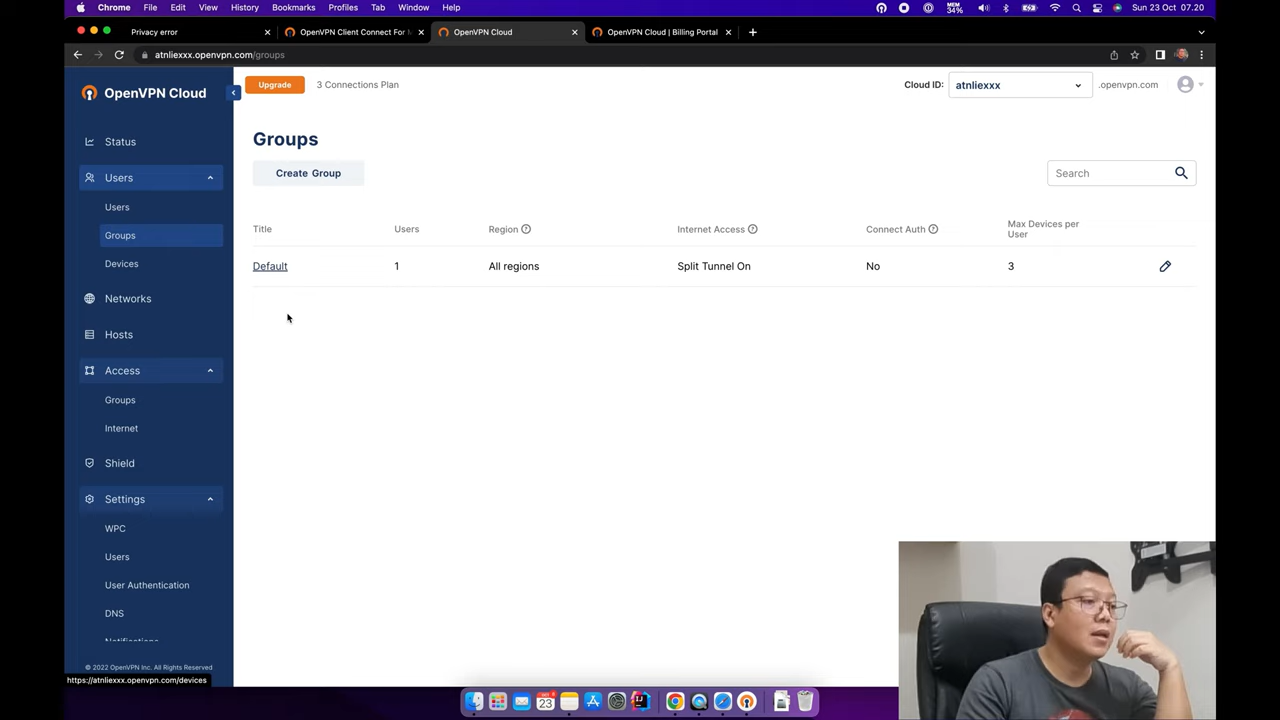 Chrome File Edit View History Bookmarks Profiles Tab Window Help MEM 34% Sun 23 Oct 07.20
Privacy error OpenVPN Client Connect For M OpenVPN Cloud OpenVPN Cloud | Billing Portal
atnliexxx.openvpn.com/groups
OpenVPN Cloud
Upgrade 3 Connections Plan Cloud ID: atnliexxx .openvpn.com
Status
Users
Users
Groups
Devices
Networks
Hosts
Access
Groups
Internet
Shield
Settings
WPC
Users
User Authentication
DNS
Notifications
© 2022 OpenVPN Inc. All Rights Reserved
https://atnliexxx.openvpn.com/devices
Groups
Create Group Search
Title Users Region Internet Access Connect Auth Max Devices per
User
Default 1 All regions Split Tunnel On No 3